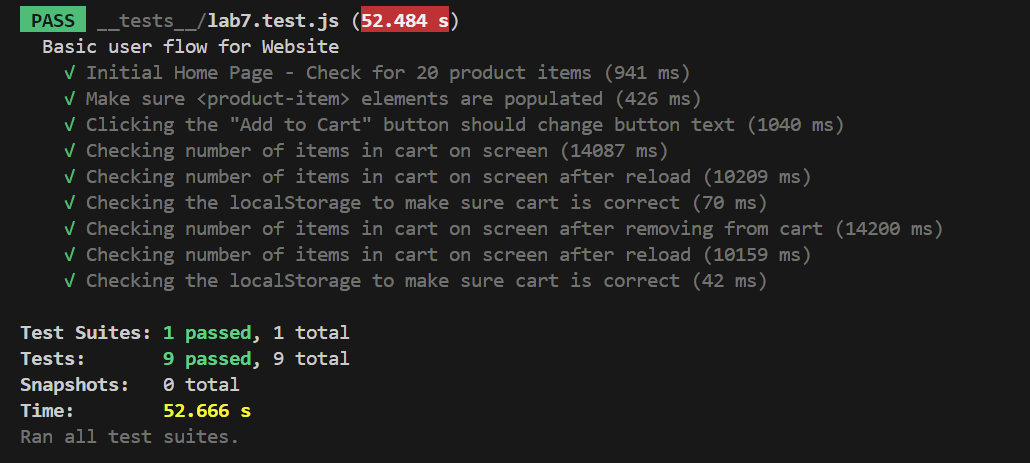 PASS __tests__/lab7.test.js (52.484 s)
Basic user flow for Website
√ Initial Home Page - Check for 20 product items (941 ms)
√ Make sure <product-item> elements are populated (426 ms)
√ Clicking the "Add to Cart" button should change button text (1040 ms)
√ Checking number of items in cart on screen (14087 ms)
√ Checking number of items in cart on screen after reload (10209 ms)
√ Checking the localStorage to make sure cart is correct (70 ms)
√ Checking number of items in cart on screen after removing from cart (14200 ms)
√ Checking number of items in cart on screen after reload (10159 ms)
√ Checking the localStorage to make sure cart is correct (42 ms)
Test Suites: 1 passed, 1 total
Tests: 9 passed, 9 total
Snapshots: 0 total
Time: 52.666 s
Ran all test suites.